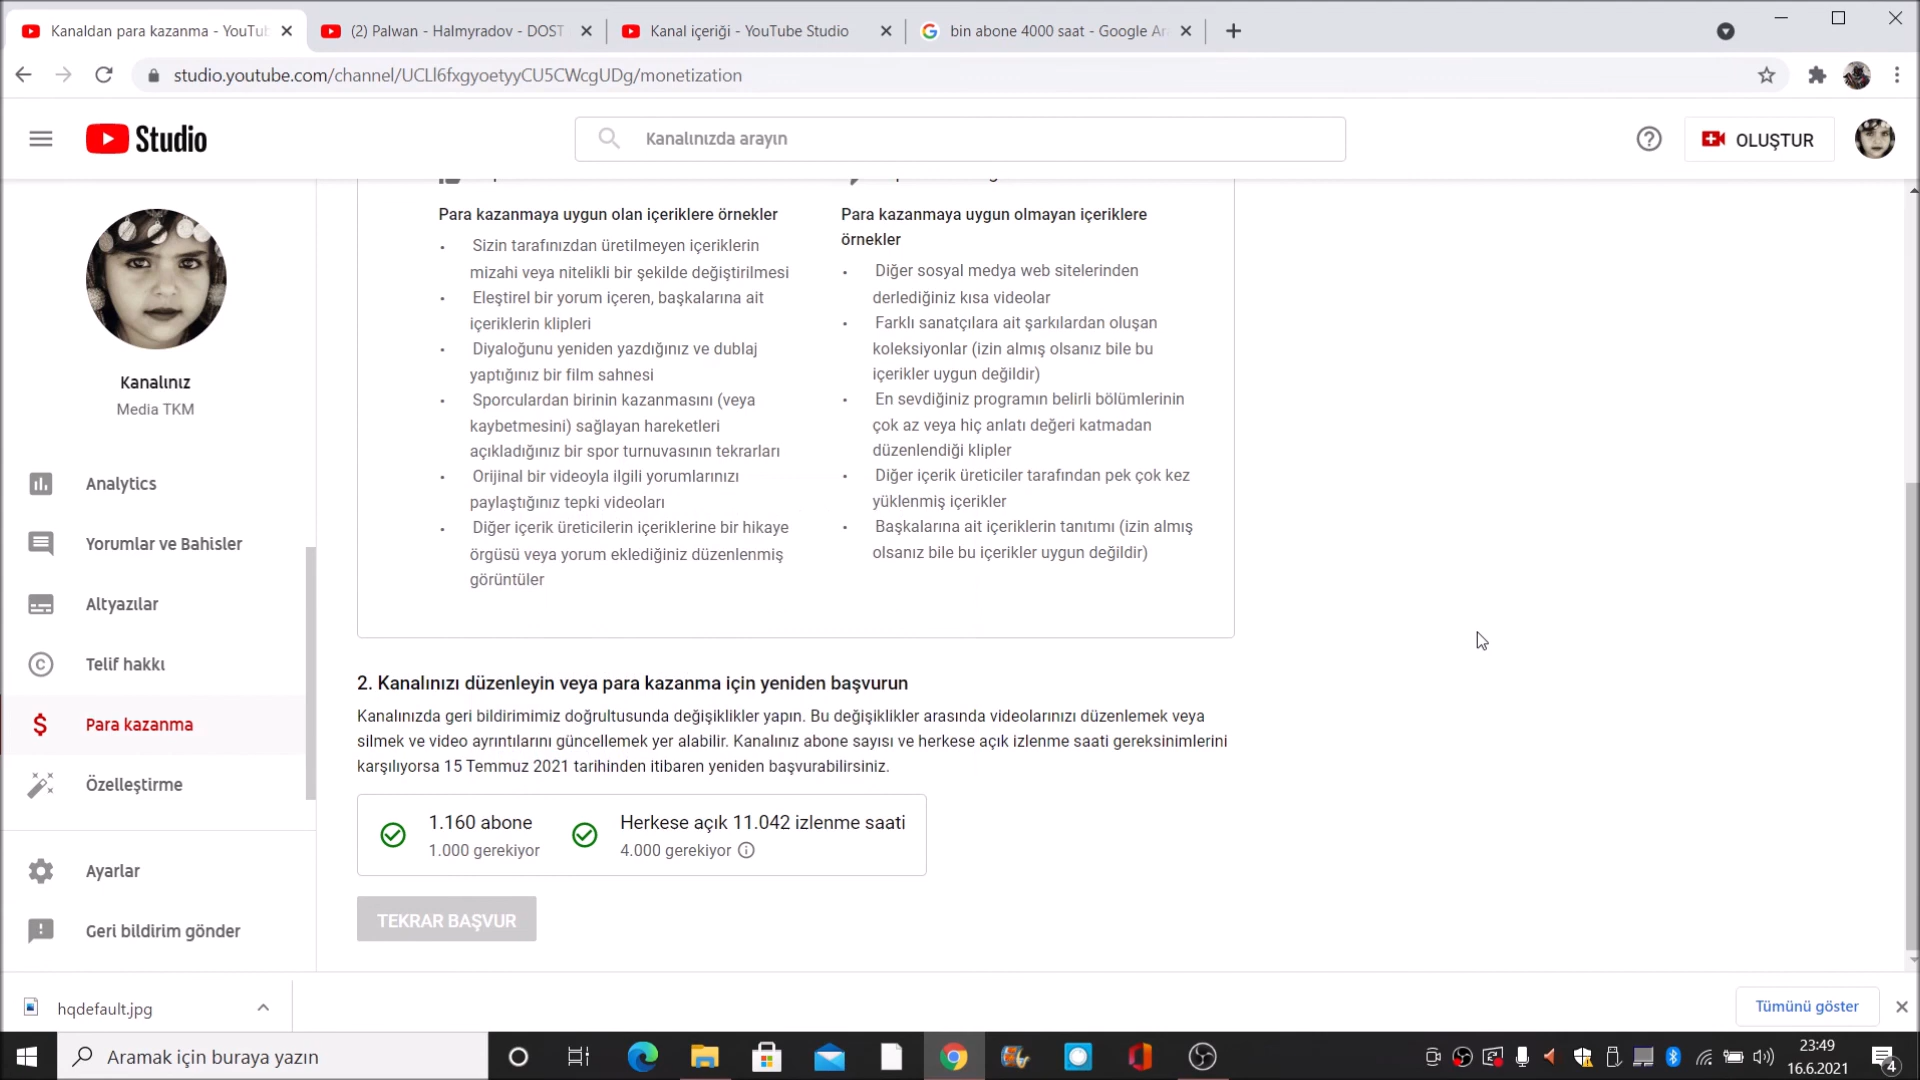 Kanaldan para kazanma - YouTub
(2) Palwan - Halmyradov - DOST
Kanal içeriği - YouTube Studio
bin abone 4000 saat - Google Ar
studio.youtube.com/channel/UCLl6fxgyoetyyCU5CWcgUDg/monetization
Studio
Kanalınızda arayın
OLUŞTUR
Kanalınız
Media TKM
Analytics
Yorumlar ve Bahisler
Altyazılar
Telif hakkı
Para kazanma
Özelleştirme
Ayarlar
Geri bildirim gönder
Para kazanmaya uygun olan içeriklere örnekler
• Sizin tarafınızdan üretilmeyen içeriklerin
mizahi veya nitelikli bir şekilde değiştirilmesi
• Eleştirel bir yorum içeren, başkalarına ait
içeriklerin klipleri
• Diyaloğunu yeniden yazdığınız ve dublaj
yaptığınız bir film sahnesi
• Sporculardan birinin kazanmasını (veya
kaybetmesini) sağlayan hareketleri
açıkladığınız bir spor turnuvasının tekrarları
• Orijinal bir videoyla ilgili yorumlarınızı
paylaştığınız tepki videoları
• Diğer içerik üreticilerin içeriklerine bir hikaye
örgüsü veya yorum eklediğiniz düzenlenmiş
görüntüler
Para kazanmaya uygun olmayan içeriklere
örnekler
• Diğer sosyal medya web sitelerinden
derlediğiniz kısa videolar
• Farklı sanatçılara ait şarkılardan oluşan
koleksiyonlar (izin almış olsanız bile bu
içerikler uygun değildir)
• En sevdiğiniz programın belirli bölümlerinin
çok az veya hiç anlatı değeri katmadan
düzenlendiği klipler
• Diğer içerik üreticiler tarafından pek çok kez
yüklenmiş içerikler
• Başkalarına ait içeriklerin tanıtımı (izin almış
olsanız bile bu içerikler uygun değildir)
2. Kanalınızı düzenleyin veya para kazanma için yeniden başvurun
Kanalınızda geri bildirimimiz doğrultusunda değişiklikler yapın. Bu değişiklikler arasında videolarınızı düzenlemek veya
silmek ve video ayrıntılarını güncellemek yer alabilir. Kanalınız abone sayısı ve herkese açık izlenme saati gereksinimlerini
karşılıyorsa 15 Temmuz 2021 tarihinden itibaren yeniden başvurabilirsiniz.
1.160 abone
1.000 gerekiyor
Herkese açık 11.042 izlenme saati
4.000 gerekiyor
TEKRAR BAŞVUR
hqdefault.jpg
Tümünü göster
Aramak için buraya yazın
23:49
16.6.2021
4